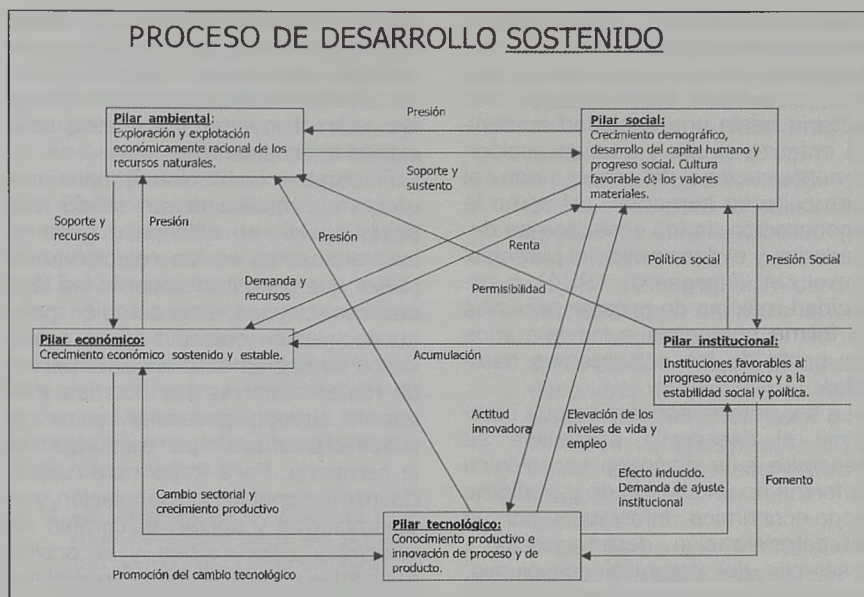 PROCESO DE DESARROLLO SOSTENIDO
Pilar ambiental:
Exploración y explotación
económicamente racional de los
recursos naturales.
Presión
Pilar social:
Crecimiento demográfico,
desarrollo del capital humano y
progreso social. Cultura
favorable de los valores
materiales.
Soporte y
sustento
Soporte y
recursos
Presión
Presión
Renta
Política social
Presión Social
Demanda y
recursos
Permisibilidad
Pilar económico:
Crecimiento económico sostenido y estable.
Acumulación
Pilar institucional:
Instituciones favorables al
progreso económico y a la
estabilidad social y política.
Actitud
innovadora
Elevación de los
niveles de vida y
empleo
Efecto inducido.
Demanda de ajuste
institucional
Fomento
Cambio sectorial y
crecimiento productivo
Pilar tecnológico:
Conocimiento productivo e
innovación de proceso y de
producto.
Promoción del cambio tecnológico